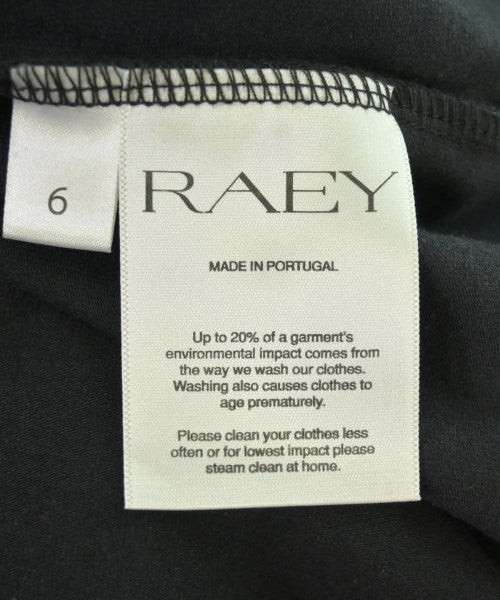 6
RAEY
MADE IN PORTUGAL
Up to 20% of a garment's
environmental impact comes from
the way we wash our clothes.
Washing also causes clothes to
age prematurely.
Please clean your clothes less
often or for lowest impact please
steam clean at home.